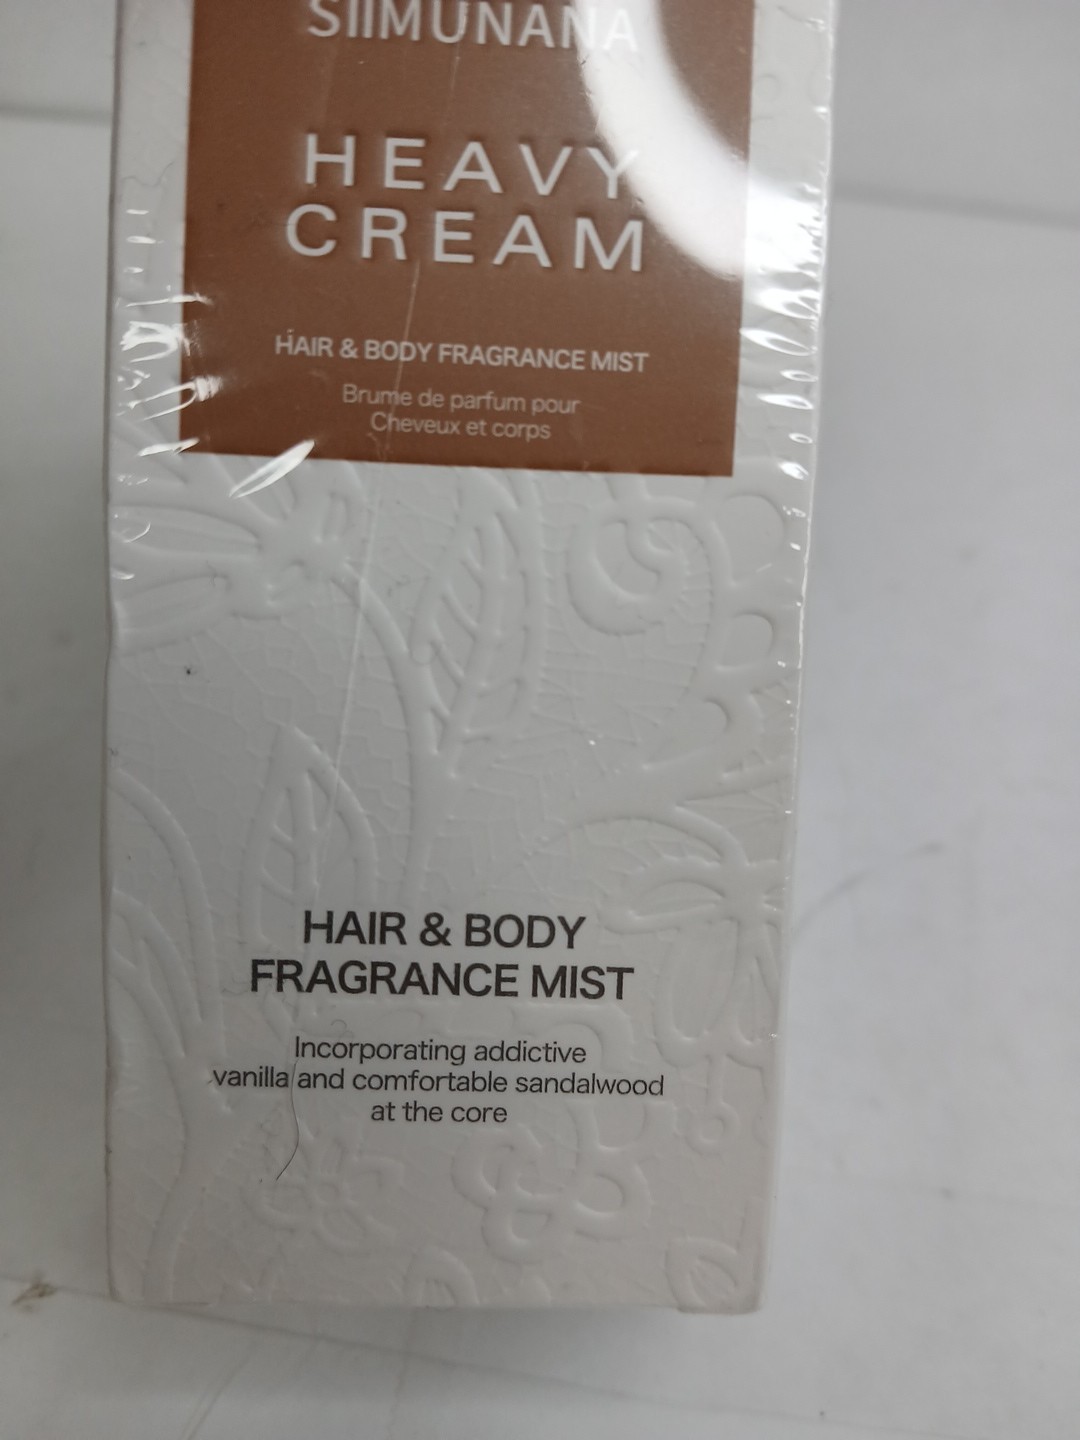 SIIMUNANA
HEAVY
CREAM
HAIR & BODY FRAGRANCE MIST
Brume de parfum pour
Cheveux et corps
HAIR & BODY
FRAGRANCE MIST
Incorporating addictive
vanilla and comfortable sandalwood
at the core